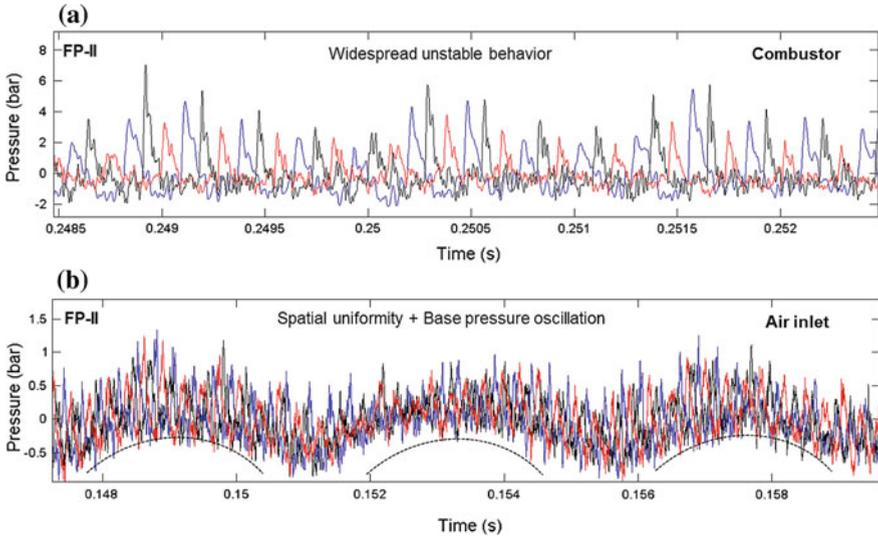 (a)
FP-II
Widespread unstable behavior
Combustor
Pressure (bar)
8
6
4
2
0
-2
0.2485 0.249 0.2495 0.25 0.2505 0.251 0.2515 0.252
Time (s)
(b)
FP-II
Spatial uniformity + Base pressure oscillation
Air inlet
Pressure (bar)
1.5
1
0.5
0
-0.5
0.148 0.15 0.152 0.154 0.156 0.158
Time (s)